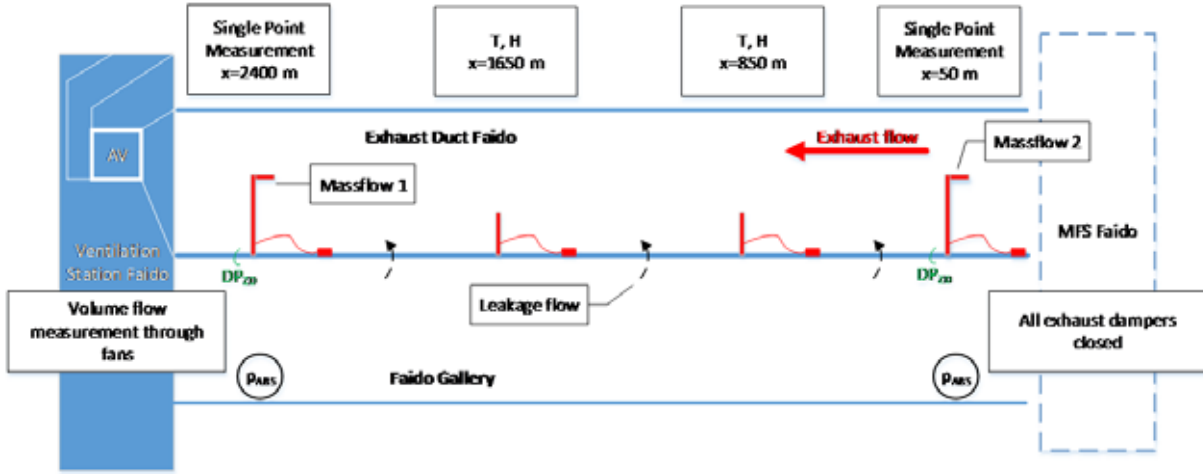 Single Point
Measurement
x=2400 m
T, H
x=1650 m
T, H
x=850 m
Single Point
Measurement
x=50 m
AV
Exhaust Duct Faido
Exhaust flow
Massflow 2
Massflow 1
MFS Faido
Ventilation
Station Faido
DP
DP
Leakage flow
Volume flow
measurement through
fans
All exhaust dampers
closed
PABS
Faido Gallery
PABS